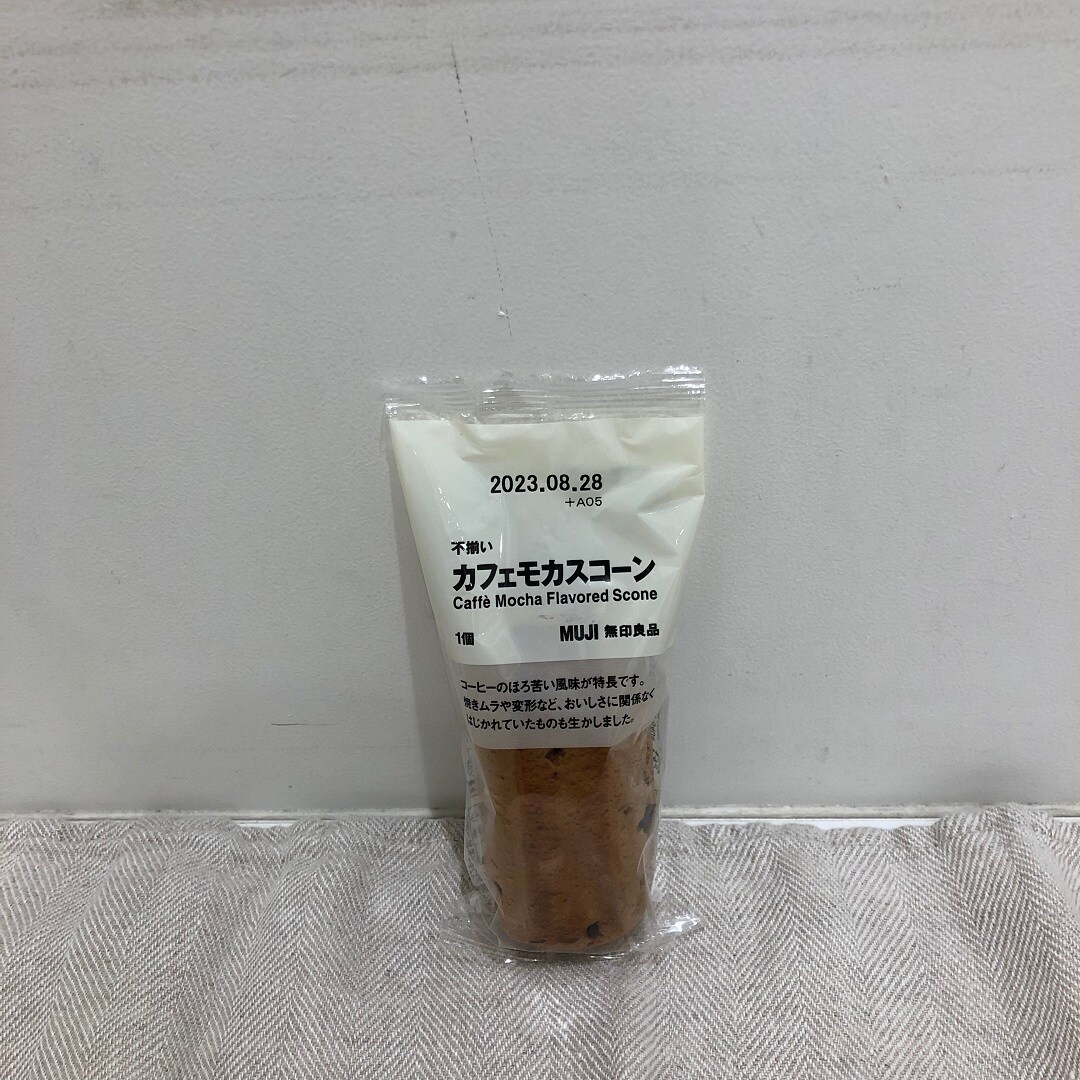 2023.08.28
+A05
不揃い
カフェモカスコーン
Caffè Mocha Flavored Scone
1個 MUJI 無印良品
コーヒーのほろ苦い風味が特長です。
焼きムラや変形など、おいしさに関係なく
はじかれていたものも生かしました。